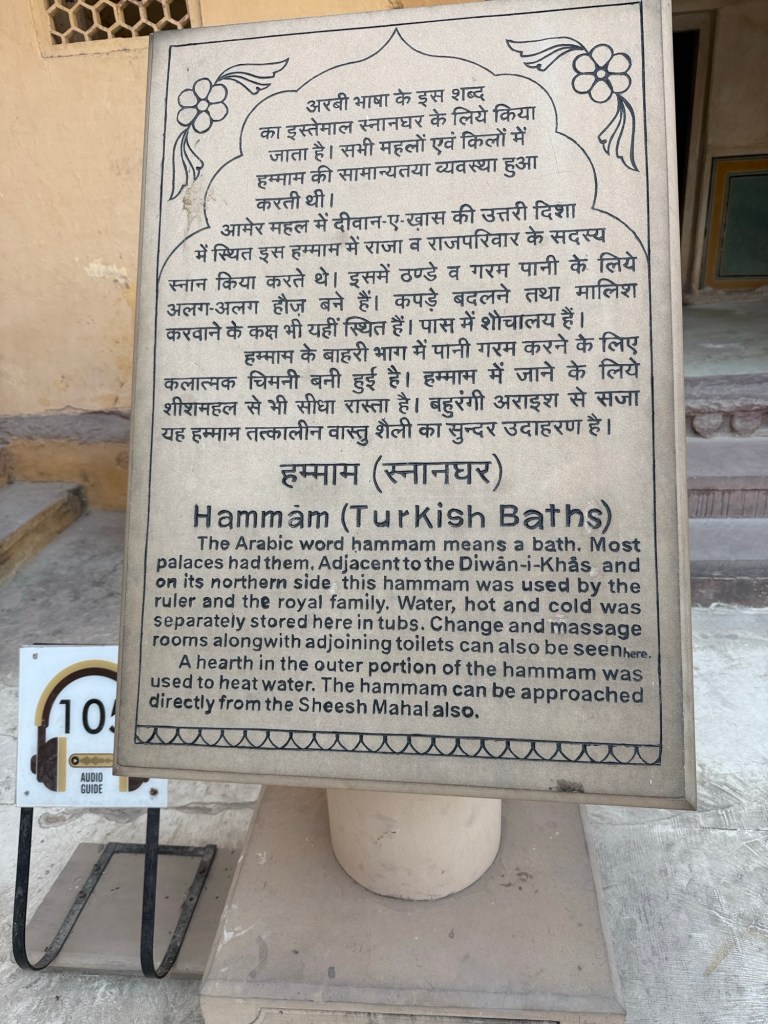 अरबी भाषा के इस शब्द
का इस्तेमाल स्नानघर के लिये किया
जाता है। सभी महलों एवं किलों में
हम्माम की सामान्यतया व्यवस्था हुआ
करती थी।
आमेर महल में दीवान-ए-ख़ास की उत्तरी दिशा
में स्थित इस हम्माम में राजा व राजपरिवार के सदस्य
स्नान किया करते थे। इसमें ठण्डे व गरम पानी के लिये
अलग-अलग हौज़ बने हैं। कपड़े बदलने तथा मालिश
करवाने के कक्ष भी यहीं स्थित हैं। पास में शौचालय हैं।
हम्माम के बाहरी भाग में पानी गरम करने के लिए
कलात्मक चिमनी बनी हुई है। हम्माम में जाने के लिये
शीशमहल से भी सीधा रास्ता है। बहुरंगी अराइश से सजा
यह हम्माम तत्कालीन वास्तु शैली का सुन्दर उदाहरण है।
हम्माम (स्नानघर)
Hammām (Turkish Baths)
The Arabic word ḥammam means a bath. Most
palaces had them. Adjacent to the Diwân-i-Khâs and
on its northern side this hammam was used by the
ruler and the royal family. Water, hot and cold was
separately stored here in tubs. Change and massage
rooms alongwith adjoining toilets can also be seen here.
A hearth in the outer portion of the hammam was
used to heat water. The hammam can be approached
directly from the Sheesh Mahal also.
AUDIO
GUIDE